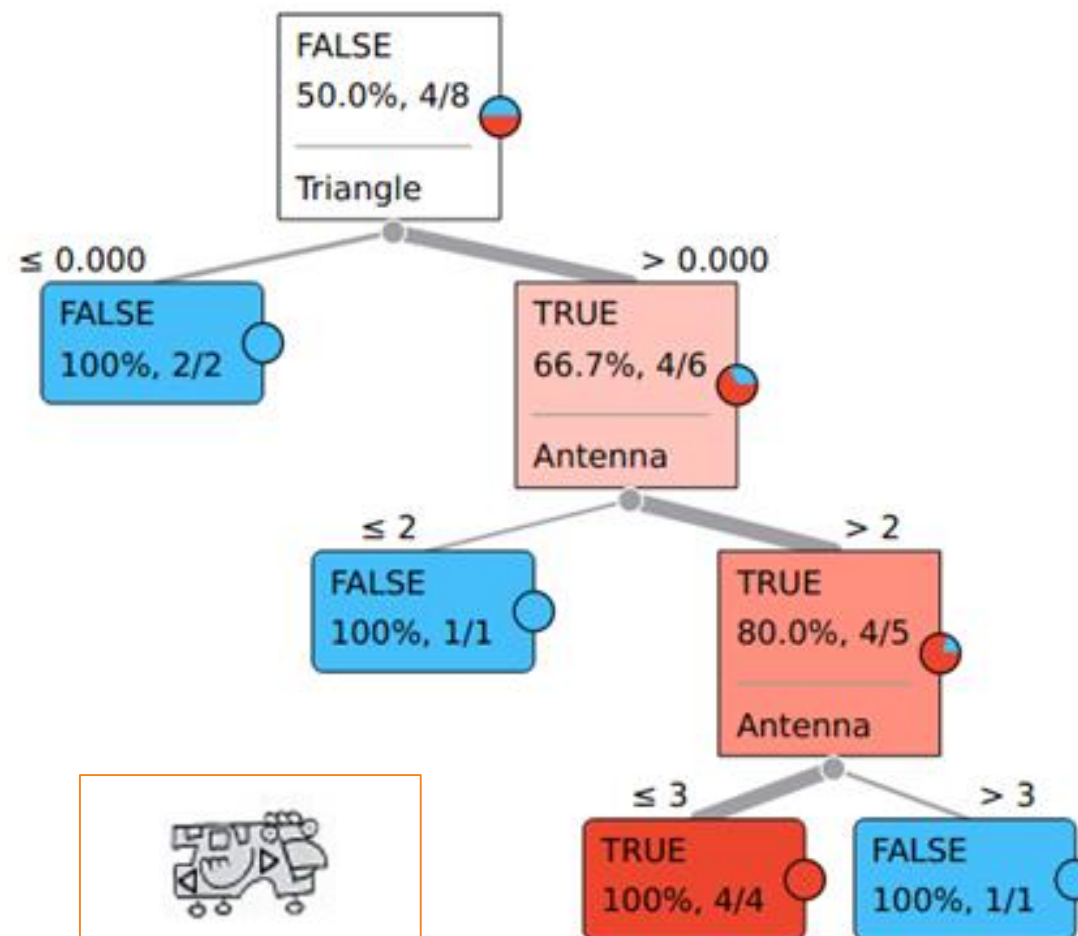 FALSE
50.0%, 4/8
Triangle
≤ 0.000
> 0.000
FALSE
100%, 2/2
TRUE
66.7%, 4/6
Antenna
≤ 2
> 2
FALSE
100%, 1/1
TRUE
80.0%, 4/5
Antenna
≤ 3
> 3
TRUE
100%, 4/4
FALSE
100%, 1/1